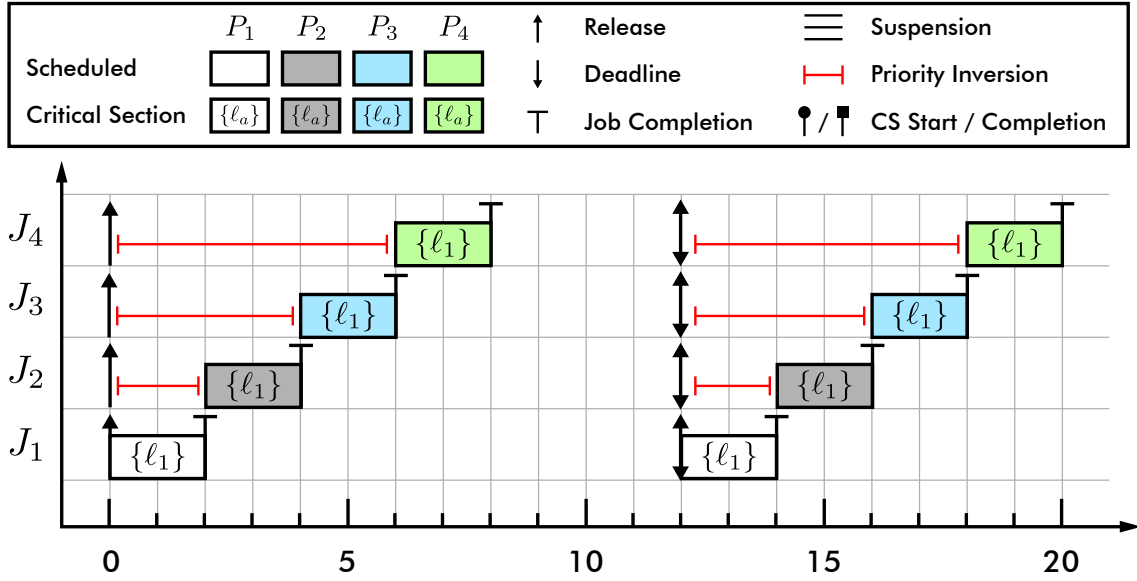 P₁ P₂ P₃ P₄
Scheduled
Critical Section {ℓₐ} {ℓₐ} {ℓₐ} {ℓₐ}
Release
Deadline
Job Completion
Suspension
Priority Inversion
/ CS Start / Completion
J₄ {ℓ₁} {ℓ₁}
J₃ {ℓ₁} {ℓ₁}
J₂ {ℓ₁} {ℓ₁}
J₁ {ℓ₁} {ℓ₁}
0 5 10 15 20